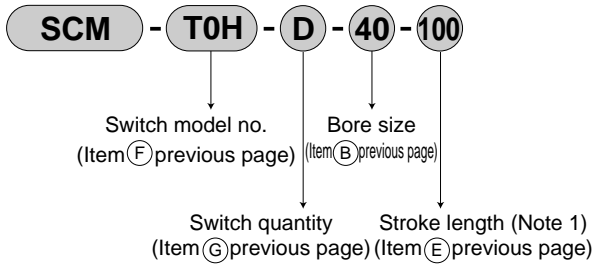 SCM - T0H - D - 40 - 100
Switch model no.
(Item Ⓕ previous page)
Bore size
(Item Ⓑ previous page)
Switch quantity
(Item Ⓖ previous page)
Stroke length (Note 1)
(Item Ⓔ previous page)